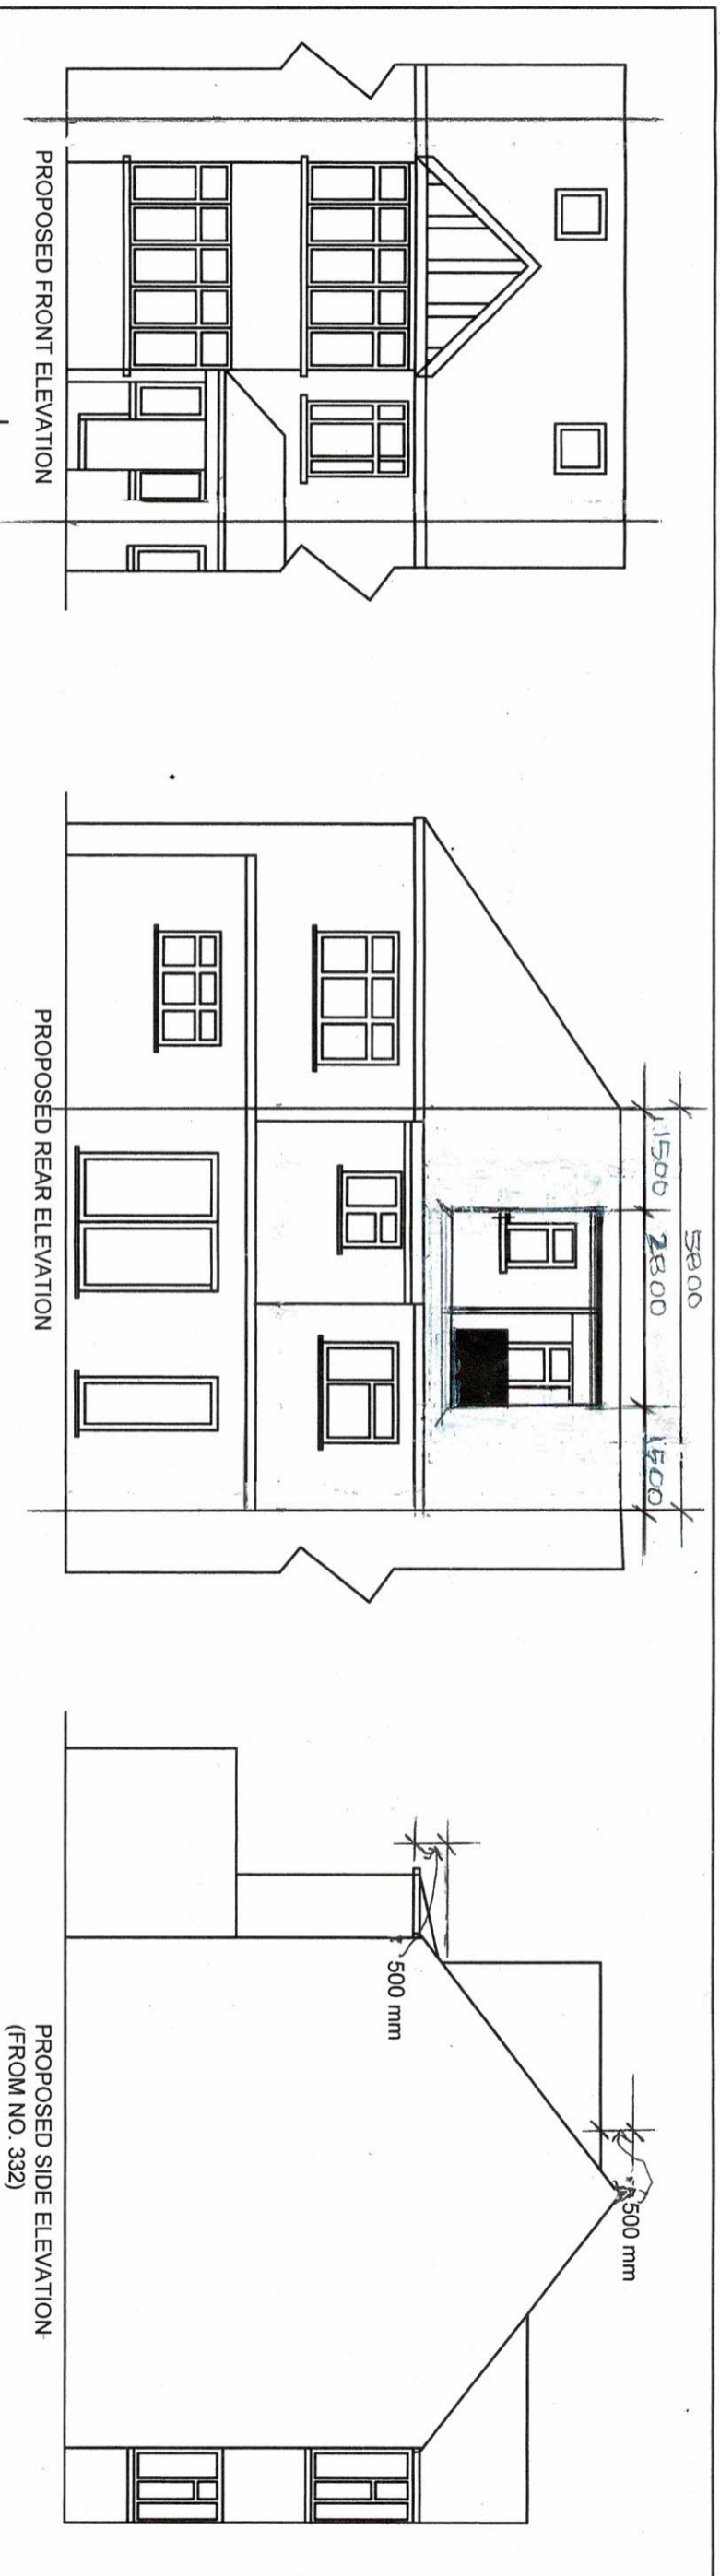 PROPOSED FRONT ELEVATION
5800
1500
2800
1500
PROPOSED REAR ELEVATION
500 mm
500 mm
PROPOSED SIDE ELEVATION
(FROM NO. 332)